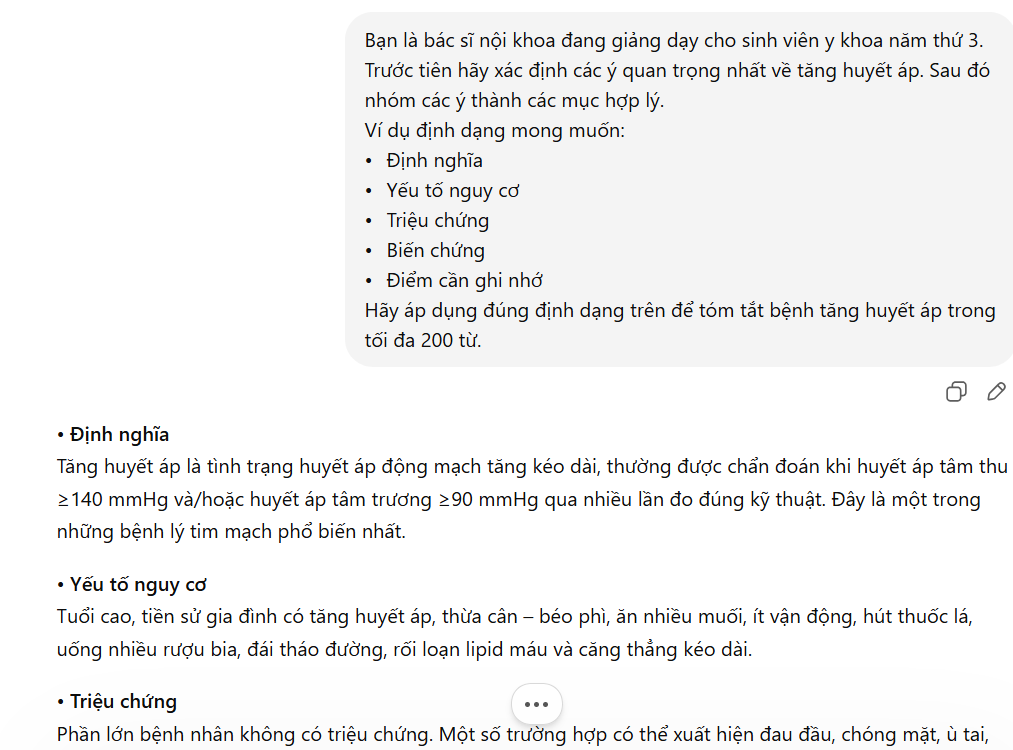 Bạn là bác sĩ nội khoa đang giảng dạy cho sinh viên y khoa năm thứ 3.
Trước tiên hãy xác định các ý quan trọng nhất về tăng huyết áp. Sau đó
nhóm các ý thành các mục hợp lý.
Ví dụ định dạng mong muốn:
• Định nghĩa
• Yếu tố nguy cơ
• Triệu chứng
• Biến chứng
• Điểm cần ghi nhớ
Hãy áp dụng đúng định dạng trên để tóm tắt bệnh tăng huyết áp trong
tối đa 200 từ.
• Định nghĩa
Tăng huyết áp là tình trạng huyết áp động mạch tăng kéo dài, thường được chẩn đoán khi huyết áp tâm thu
≥140 mmHg và/hoặc huyết áp tâm trương ≥90 mmHg qua nhiều lần đo đúng kỹ thuật. Đây là một trong
những bệnh lý tim mạch phổ biến nhất.
• Yếu tố nguy cơ
Tuổi cao, tiền sử gia đình có tăng huyết áp, thừa cân – béo phì, ăn nhiều muối, ít vận động, hút thuốc lá,
uống nhiều rượu bia, đái tháo đường, rối loạn lipid máu và căng thẳng kéo dài.
• Triệu chứng
Phần lớn bệnh nhân không có triệu chứng. Một số trường hợp có thể xuất hiện đau đầu, chóng mặt, ù tai,